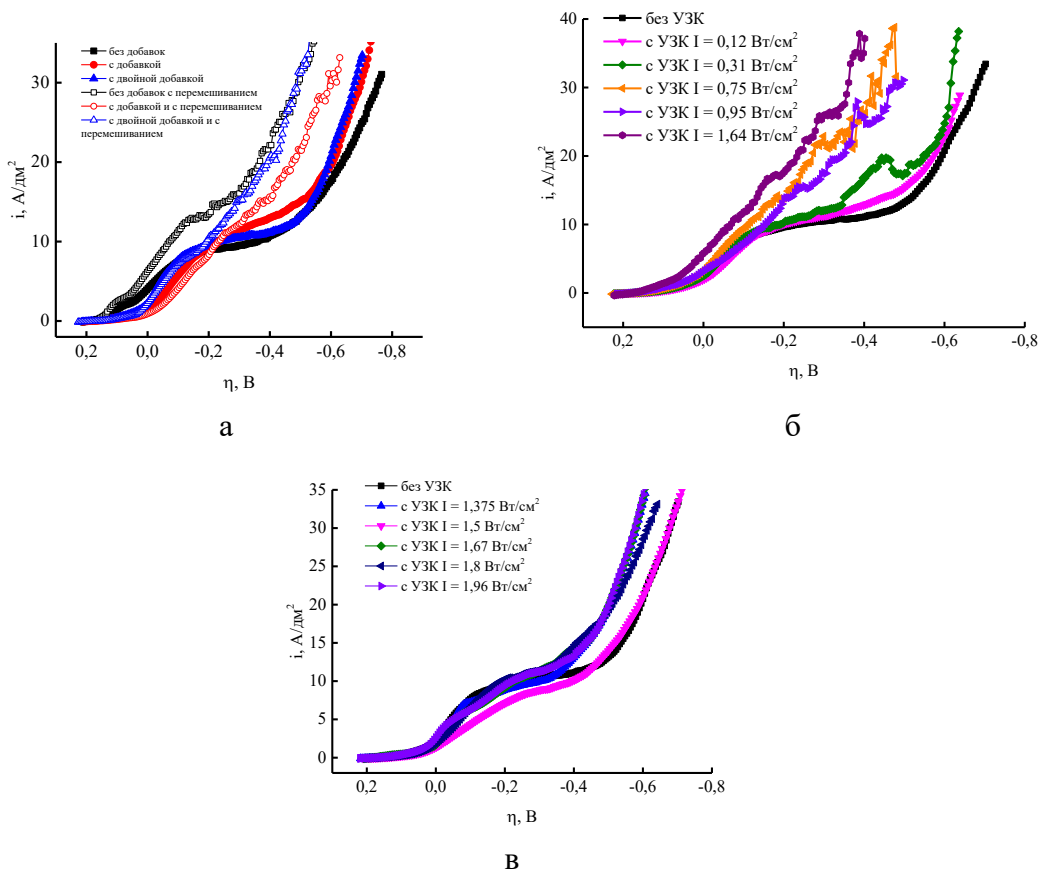 без добавок
с добавкой
с двойной добавкой
без добавок с перемешиванием
с добавкой и с перемешиванием
с двойной добавкой и с
перемешиванием
i, А/дм²
30
20
10
0
0,2 0,0 -0,2 -0,4 -0,6 -0,8
η, В
а
без УЗК
с УЗК I = 0,12 Вт/см²
с УЗК I = 0,31 Вт/см²
с УЗК I = 0,75 Вт/см²
с УЗК I = 0,95 Вт/см²
с УЗК I = 1,64 Вт/см²
i, А/дм²
40
30
20
10
0
0,2 0,0 -0,2 -0,4 -0,6 -0,8
η, В
б
без УЗК
с УЗК I = 1,375 Вт/см²
с УЗК I = 1,5 Вт/см²
с УЗК I = 1,67 Вт/см²
с УЗК I = 1,8 Вт/см²
с УЗК I = 1,96 Вт/см²
i, А/дм²
35
30
25
20
15
10
5
0
0,2 0,0 -0,2 -0,4 -0,6 -0,8
η, В
в